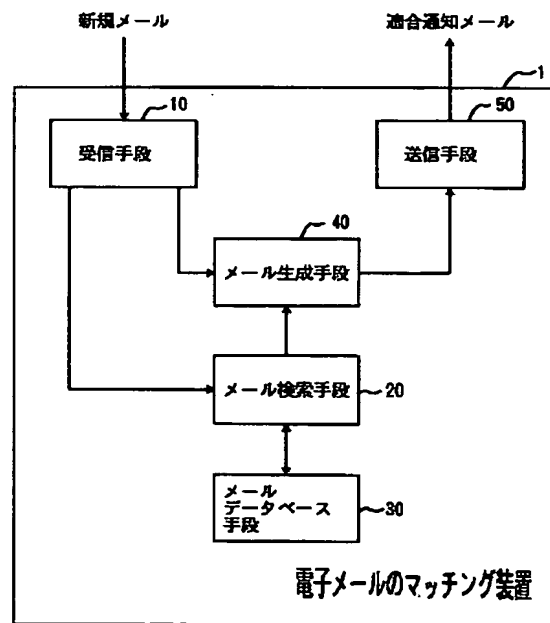 新規メール
適合通知メール
1
10
50
受信手段
送信手段
40
メール生成手段
メール検索手段
20
メール
データベース
手段
30
電子メールのマッチング装置